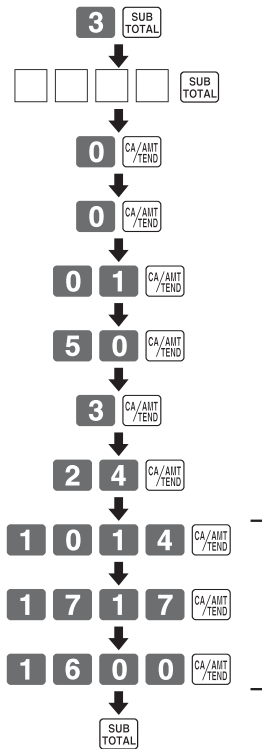 3 SUB TOTAL
SUB TOTAL
0 CA/AMT /TEND
0 CA/AMT /TEND
0 1 CA/AMT /TEND
5 0 CA/AMT /TEND
3 CA/AMT /TEND
2 4 CA/AMT /TEND
1 0 1 4 CA/AMT /TEND
1 7 1 7 CA/AMT /TEND
1 6 0 0 CA/AMT /TEND
SUB TOTAL